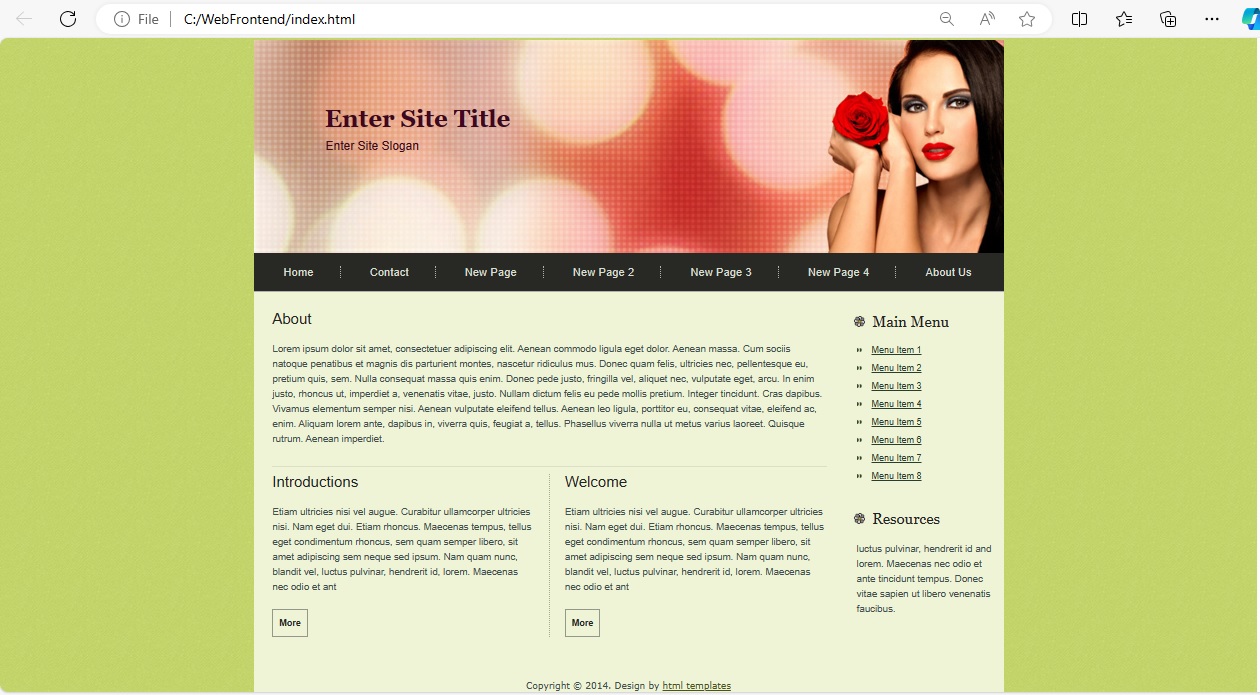 File
C:/WebFrontend/index.html
Enter Site Title
Enter Site Slogan
Home
Contact
New Page
New Page 2
New Page 3
New Page 4
About Us
About
Lorem ipsum dolor sit amet, consectetuer adipiscing elit. Aenean commodo ligula eget dolor. Aenean massa. Cum sociis
natoque penatibus et magnis dis parturient montes, nascetur ridiculus mus. Donec quam felis, ultricies nec, pellentesque eu,
pretium quis, sem. Nulla consequat massa quis enim. Donec pede justo, fringilla vel, aliquet nec, vulputate eget, arcu. In enim
justo, rhoncus ut, imperdiet a, venenatis vitae, justo. Nullam dictum felis eu pede mollis pretium. Integer tincidunt. Cras dapibus.
Vivamus elementum semper nisi. Aenean vulputate eleifend tellus. Aenean leo ligula, porttitor eu, consequat vitae, eleifend ac,
enim. Aliquam lorem ante, dapibus in, viverra quis, feugiat a, tellus. Phasellus viverra nulla ut metus varius laoreet. Quisque
rutrum. Aenean imperdiet.
Introductions
Etiam ultricies nisi vel augue. Curabitur ullamcorper ultricies
nisi. Nam eget dui. Etiam rhoncus. Maecenas tempus, tellus
eget condimentum rhoncus, sem quam semper libero, sit
amet adipiscing sem neque sed ipsum. Nam quam nunc,
blandit vel, luctus pulvinar, hendrerit id, lorem. Maecenas
nec odio et ant
More
Welcome
Etiam ultricies nisi vel augue. Curabitur ullamcorper ultricies
nisi. Nam eget dui. Etiam rhoncus. Maecenas tempus, tellus
eget condimentum rhoncus, sem quam semper libero, sit
amet adipiscing sem neque sed ipsum. Nam quam nunc,
blandit vel, luctus pulvinar, hendrerit id, lorem. Maecenas
nec odio et ant
More
Main Menu
Menu Item 1
Menu Item 2
Menu Item 3
Menu Item 4
Menu Item 5
Menu Item 6
Menu Item 7
Menu Item 8
Resources
luctus pulvinar, hendrerit id and
lorem. Maecenas nec odio et
ante tincidunt tempus. Donec
vitae sapien ut libero venenatis
faucibus.
Copyright © 2014. Design by html templates